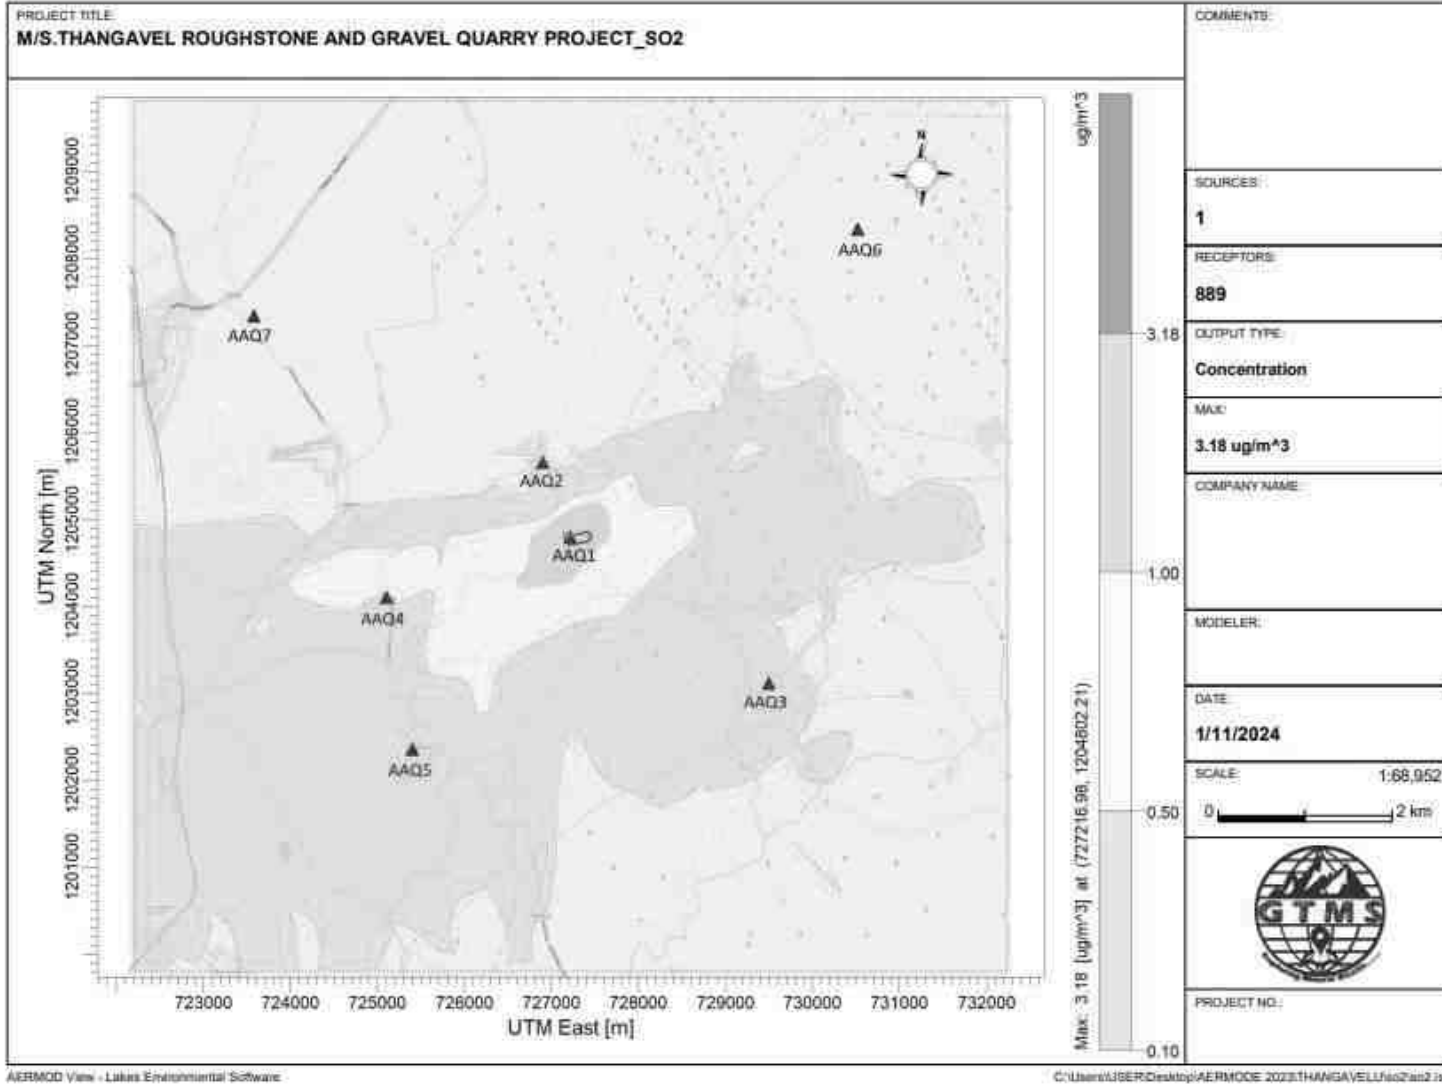 PROJECT TITLE:
M/S.THANGAVEL ROUGHSTONE AND GRAVEL QUARRY PROJECT_SO2
COMMENTS:
SOURCES:
1
RECEPTORS:
889
OUTPUT TYPE:
Concentration
MAX:
3.18 ug/m^3
COMPANY NAME:
MODELER:
DATE:
1/11/2024
SCALE:
1:68,952
0
2 km
GTMS
PROJECT NO.:
UTM North [m]
1209000
1208000
1207000
1206000
1205000
1204000
1203000
1202000
1201000
N
AAQ6
AAQ7
AAQ2
AAQ1
AAQ4
AAQ3
AAQ5
723000
724000
725000
726000
727000
728000
729000
730000
731000
732000
UTM East [m]
ug/m^3
3.18
1.00
0.50
0.10
Max: 3.18 [ug/m^3] at (727216.98, 1204802.21)
AERMOD View - Lakes Environmental Software